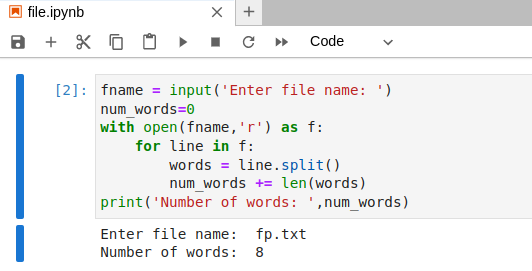 file.ipynb
Code
[2]: fname = input('Enter file name: ')
num_words=0
with open(fname,'r') as f:
    for line in f:
        words = line.split()
        num_words += len(words)
print('Number of words: ',num_words)
Enter file name:  fp.txt
Number of words:  8